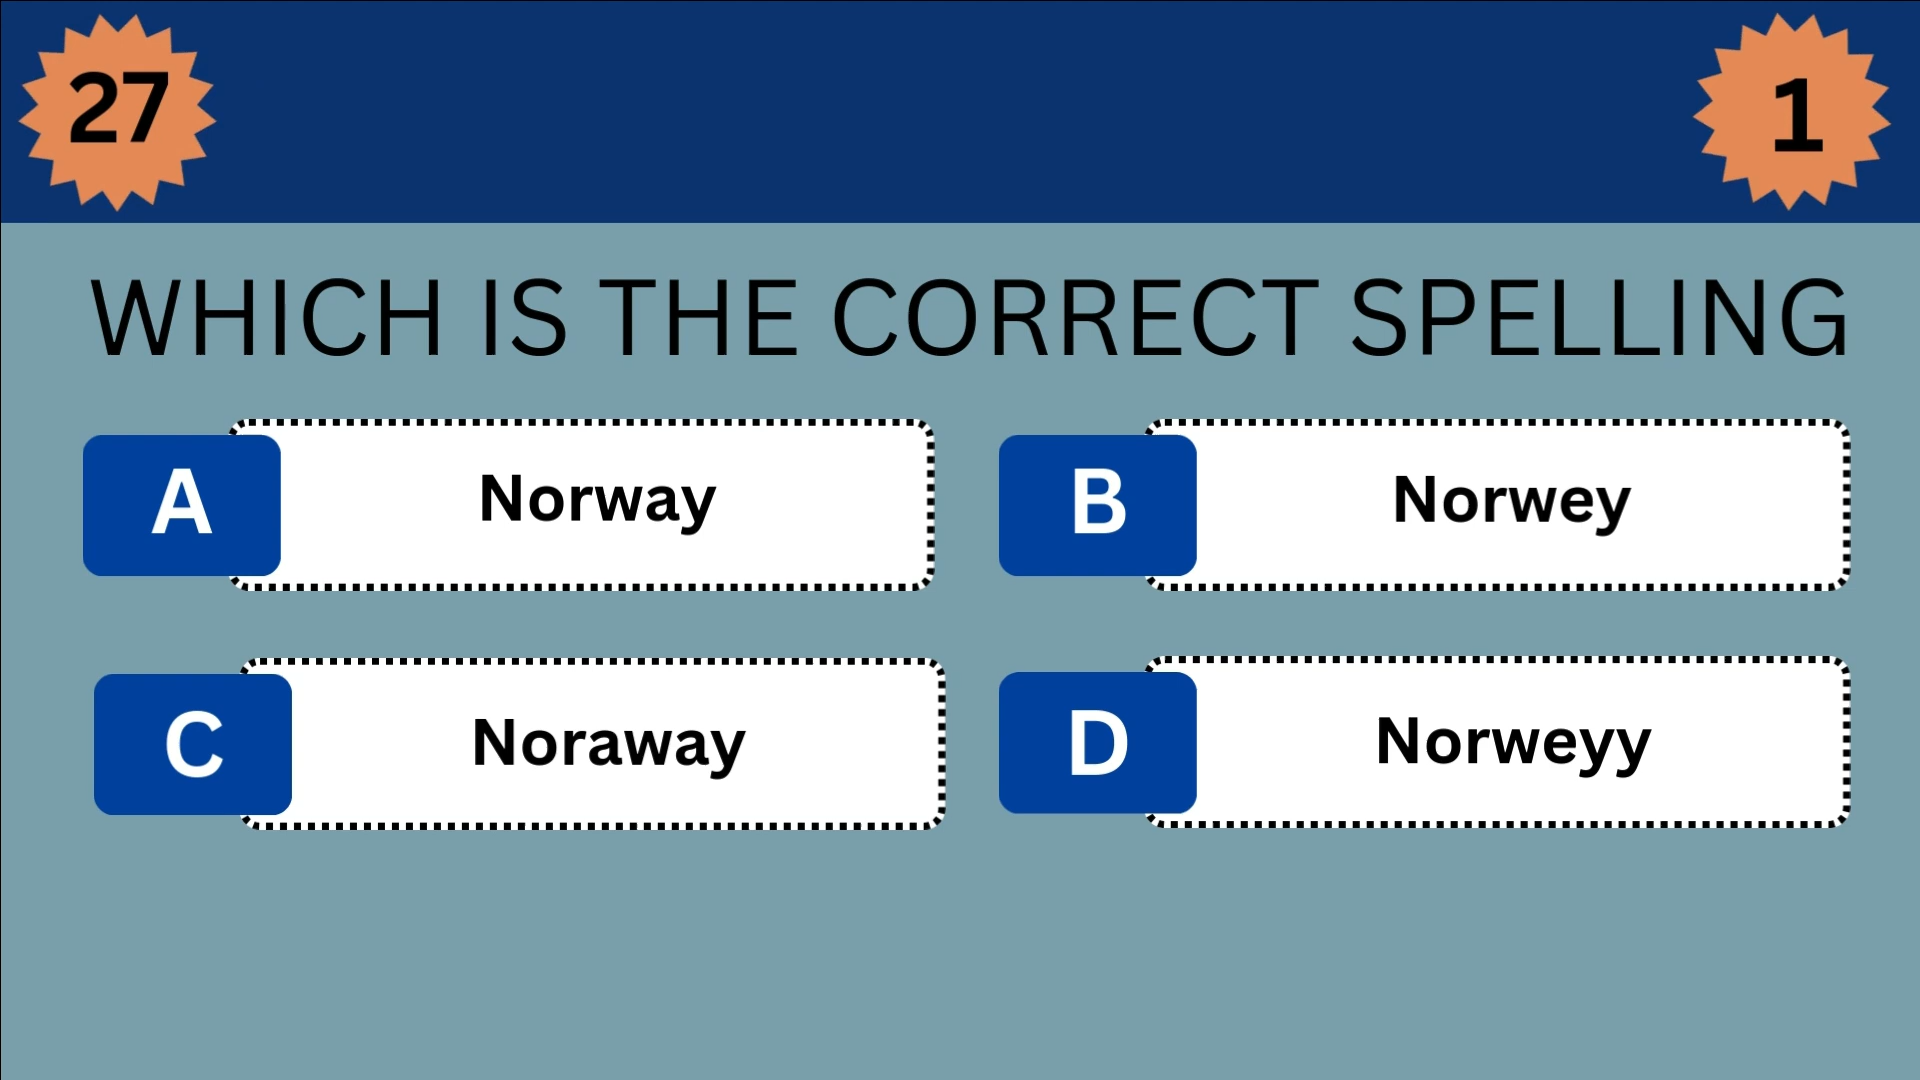 27
1
WHICH IS THE CORRECT SPELLING
A Norway
B Norwey
C Noraway
D Norweyy